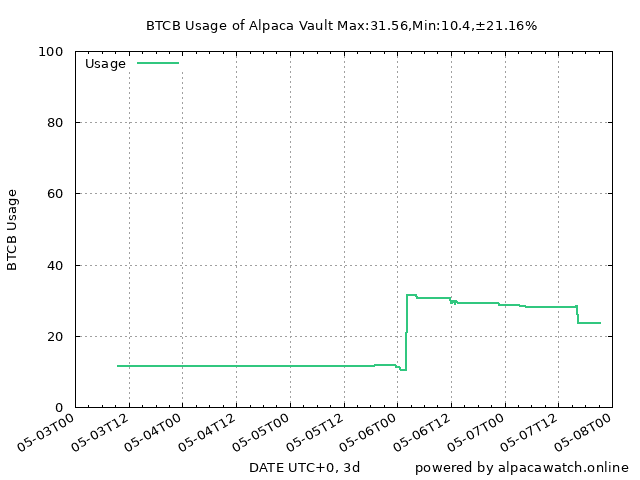 BTCB Usage of Alpaca Vault Max:31.56,Min:10.4,±21.16%
Usage
100
80
60
40
20
0
BTCB Usage
05-03T00
05-03T12
05-04T00
05-04T12
05-05T00
05-05T12
05-06T00
05-06T12
05-07T00
05-07T12
05-08T00
DATE UTC+0, 3d
powered by alpacawatch.online